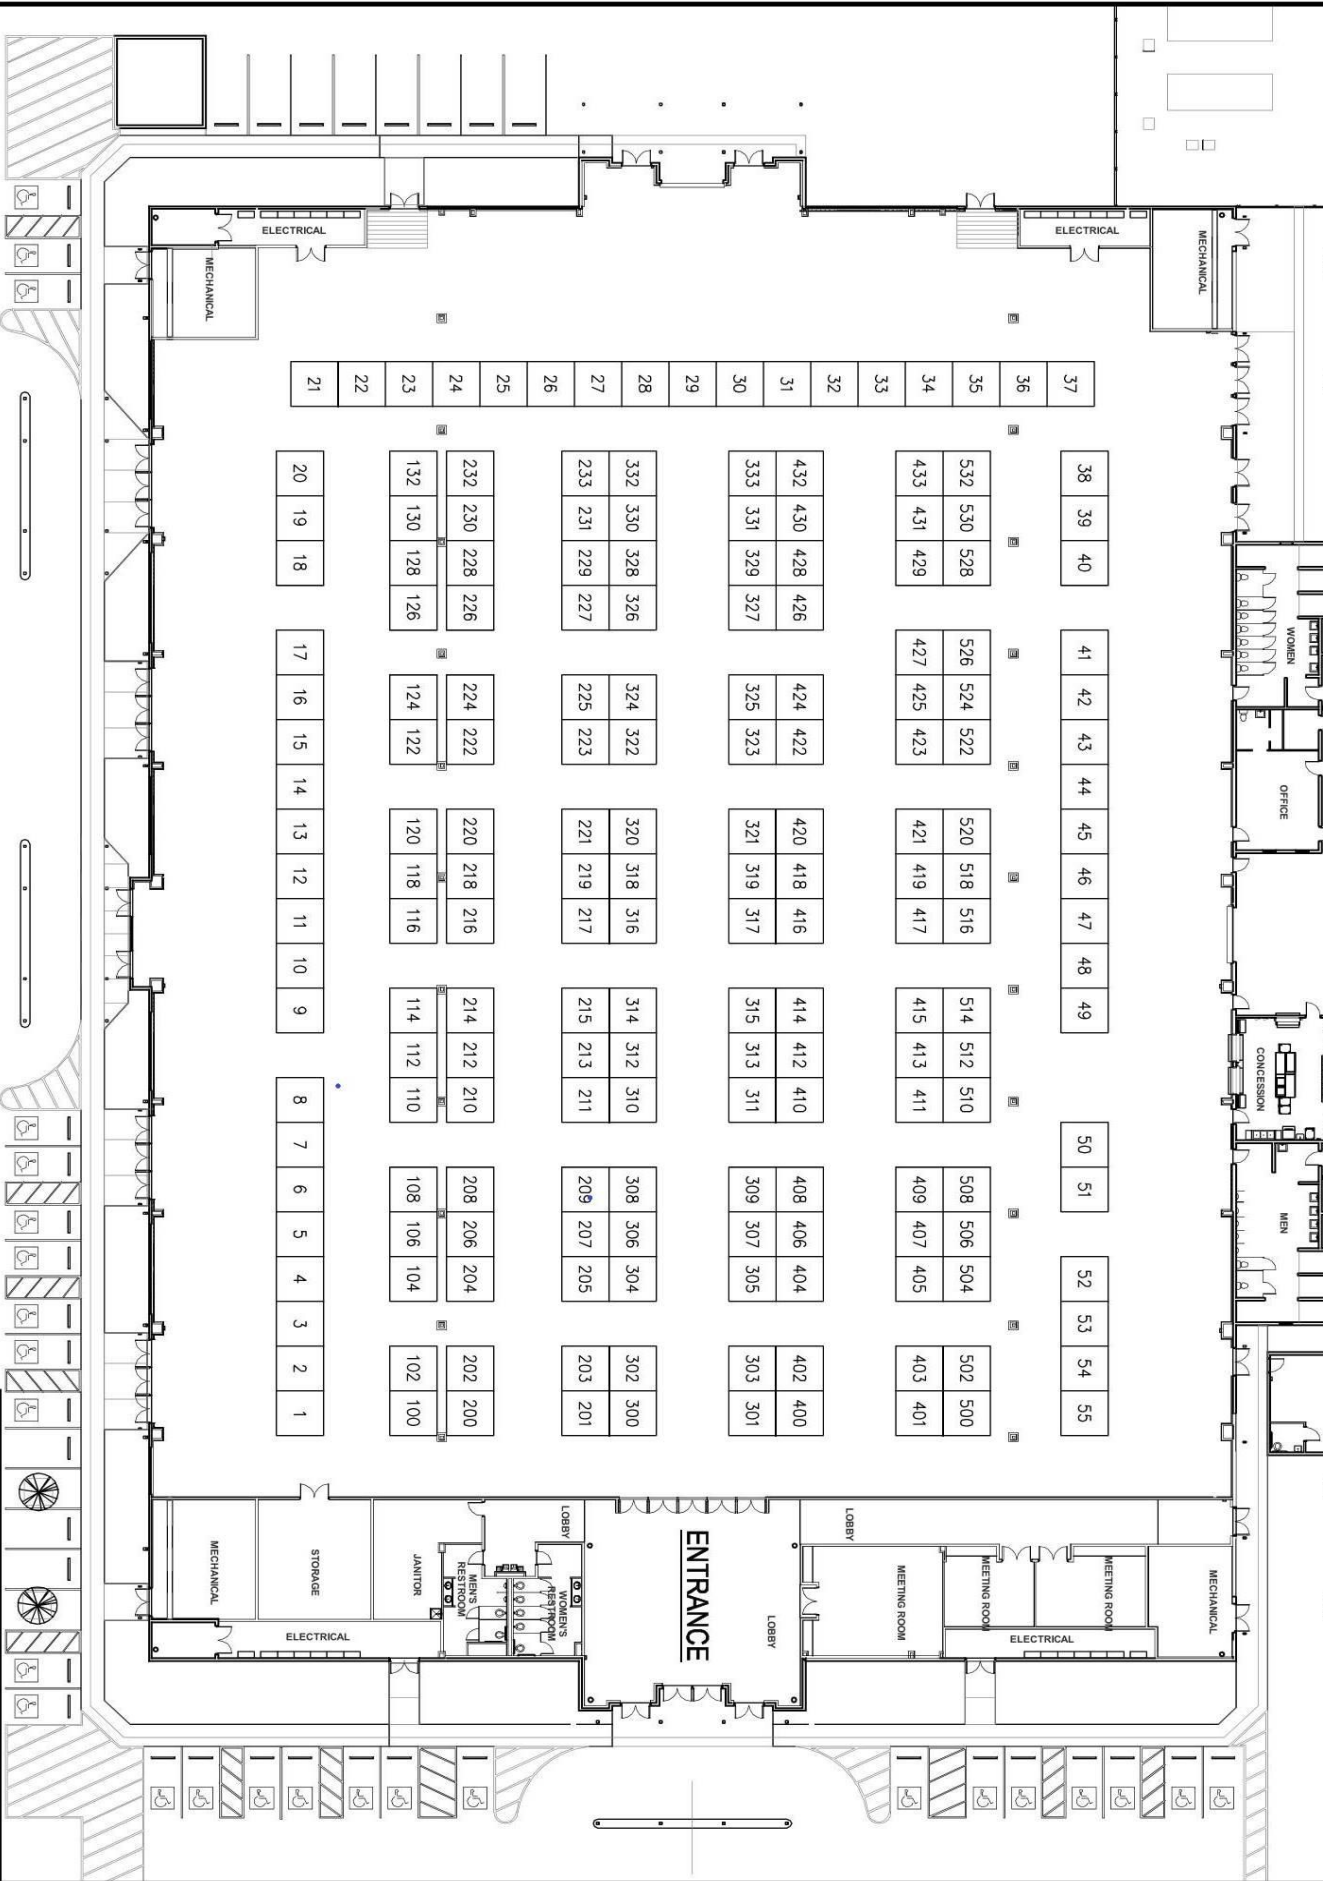 ELECTRICAL
ELECTRICAL
MECHANICAL
MECHANICAL
21 22 23 24 25 26 27 28 29 30 31 32 33 34 35 36 37
20 132 232 233 332 333 432 433 532 38
19 130 230 231 330 331 430 431 530 39
18 128 228 229 328 329 428 429 528 40
126 226 227 326 327 426
WOMEN
17 427 526 41
16 124 224 225 324 325 424 425 524 42
15 122 222 223 322 323 422 423 522 43
14 44
OFFICE
13 120 220 221 320 321 420 421 520 45
12 118 218 219 318 319 418 419 518 46
11 116 216 217 316 317 416 417 516 47
10 48
9 114 214 215 314 315 414 415 514 49
112 212 213 312 313 412 413 512
CONCESSION
8 110 210 211 310 311 410 411 510
7 50
6 108 208 209 308 309 408 409 508 51
MEN
5 106 206 207 306 307 406 407 506
4 104 204 205 304 305 404 405 504 52
3 53
2 102 202 203 302 303 402 403 502 54
1 100 200 201 300 301 400 401 500 55
LOBBY
LOBBY
MECHANICAL
STORAGE
JANITOR
MEN'S
RESTROOM
WOMEN'S
RESTROOM
ENTRANCE
LOBBY
MEETING ROOM
MEETING ROOM
MEETING ROOM
MECHANICAL
ELECTRICAL
ELECTRICAL